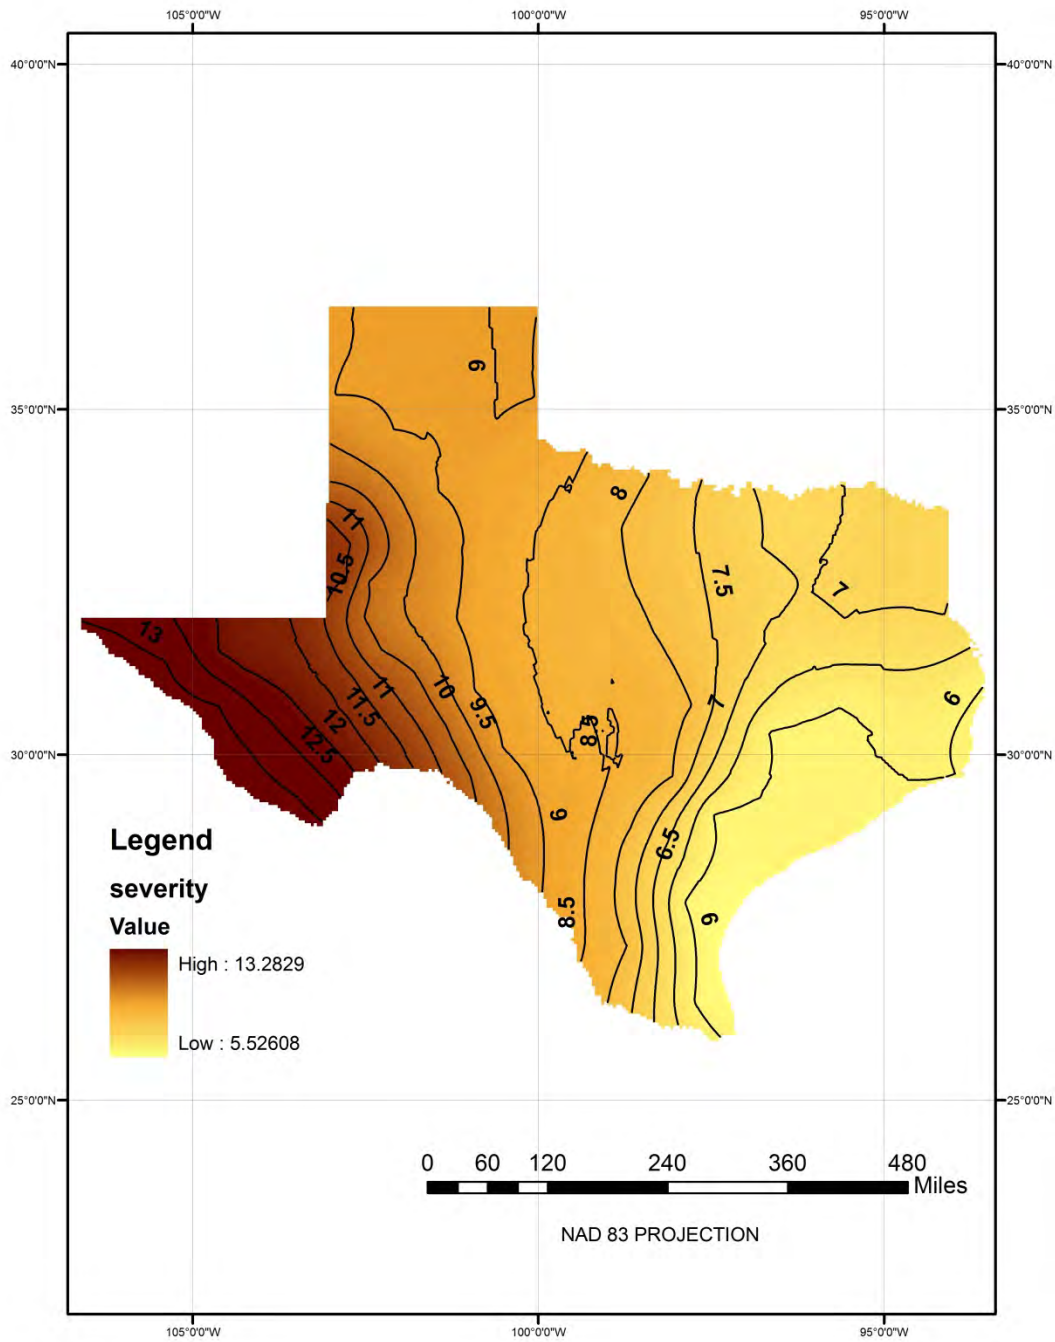 105°0'0"W 100°0'0"W 95°0'0"W
40°0'0"N 40°0'0"N
9
35°0'0"N 35°0'0"N
8
11
10.5
7.5
7
13
10
11
9.5
11.5
12
12.5
7
8.5
6
30°0'0"N 30°0'0"N
9
6.5
8.5
6
Legend
severity
Value
High : 13.2829
Low : 5.52608
25°0'0"N 25°0'0"N
0 60 120 240 360 480
Miles
NAD 83 PROJECTION
105°0'0"W 100°0'0"W 95°0'0"W